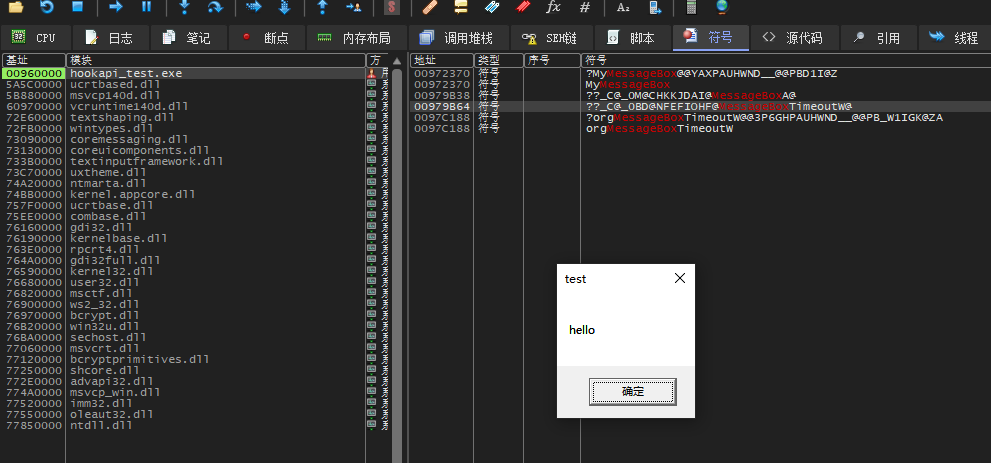 CPU 日志 笔记 断点 内存布局 调用堆栈 SEH链 脚本 符号 源代码 引用 线程
基址 模块 方
00960000 hookapi_test.exe
5A5C0000 ucrtbased.dll
5B880000 msvcp140d.dll
60970000 vcruntime140d.dll
72E60000 textshaping.dll
72FB0000 wintypes.dll
73090000 coremessaging.dll
73130000 coreuicomponents.dll
733B0000 textinputframework.dll
73C70000 uxtheme.dll
74A20000 ntmarta.dll
74BB0000 kernel.appcore.dll
757F0000 ucrtbase.dll
75EE0000 combase.dll
76160000 gdi32.dll
76190000 kernelbase.dll
763E0000 rpcrt4.dll
764A0000 gdi32full.dll
76590000 kernel32.dll
76680000 user32.dll
76820000 msctf.dll
76900000 ws2_32.dll
76970000 bcrypt.dll
76B20000 win32u.dll
76BA0000 sechost.dll
77060000 msvcrt.dll
77120000 bcryptprimitives.dll
77250000 shcore.dll
772E0000 advapi32.dll
774A0000 msvcp_win.dll
77520000 imm32.dll
77550000 oleaut32.dll
77850000 ntdll.dll
地址 类型 序号 符号
00972370 符号 ?MyMessageBox@@YAXPAUHWND__@@PBD1I@Z
00972370 符号 MyMessageBox
00979B38 符号 ??_C@_0M@CHKKJDAI@MessageBoxA@
00979B64 符号 ??_C@_0BD@NFEFIOHF@MessageBoxTimeoutW@
0097C188 符号 ?orgMessageBoxTimeoutW@@3P6GHPAUHWND__@@PB_W1IGK@ZA
0097C188 符号 orgMessageBoxTimeoutW
test
hello
确定